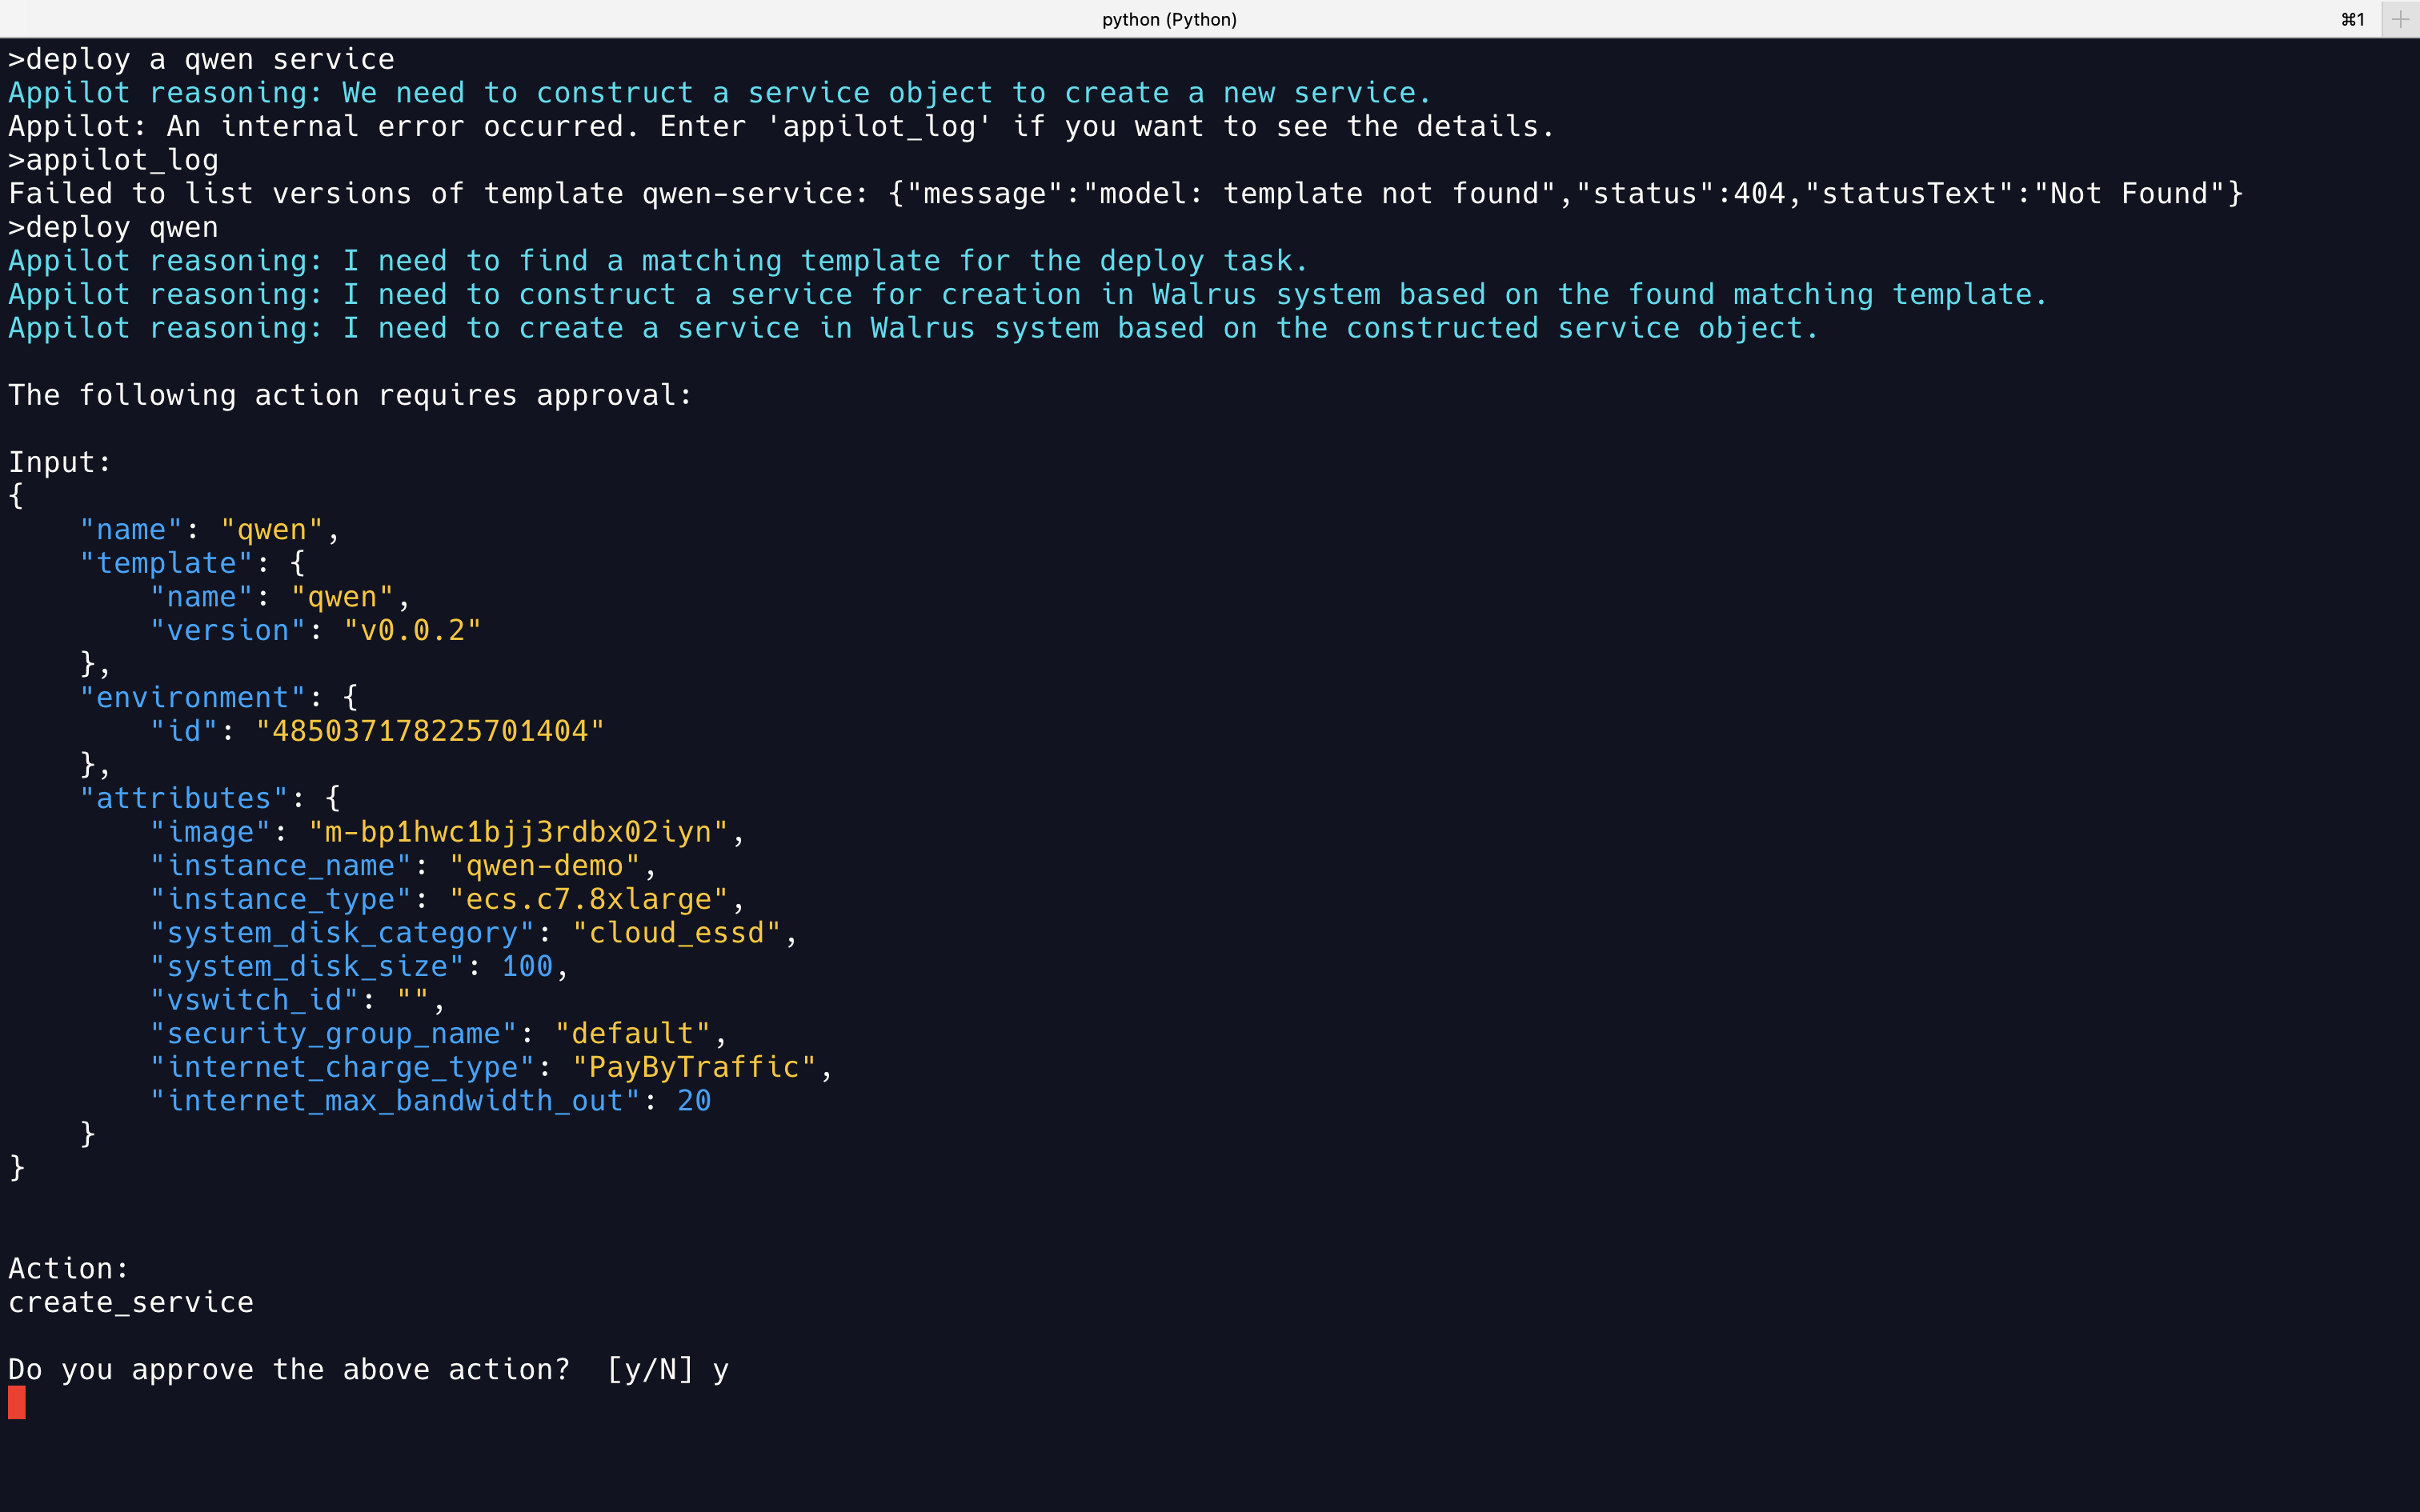 python (Python)
⌘1
>deploy a qwen service
Appilot reasoning: We need to construct a service object to create a new service.
Appilot: An internal error occurred. Enter 'appilot_log' if you want to see the details.
>appilot_log
Failed to list versions of template qwen-service: {"message":"model: template not found","status":404,"statusText":"Not Found"}
>deploy qwen
Appilot reasoning: I need to find a matching template for the deploy task.
Appilot reasoning: I need to construct a service for creation in Walrus system based on the found matching template.
Appilot reasoning: I need to create a service in Walrus system based on the constructed service object.
The following action requires approval:
Input:
{
"name": "qwen",
"template": {
"name": "qwen",
"version": "v0.0.2"
},
"environment": {
"id": "485037178225701404"
},
"attributes": {
"image": "m-bp1hwc1bjj3rdbx02iyn",
"instance_name": "qwen-demo",
"instance_type": "ecs.c7.8xlarge",
"system_disk_category": "cloud_essd",
"system_disk_size": 100,
"vswitch_id": "",
"security_group_name": "default",
"internet_charge_type": "PayByTraffic",
"internet_max_bandwidth_out": 20
}
}
Action:
create_service
Do you approve the above action?  [y/N] y